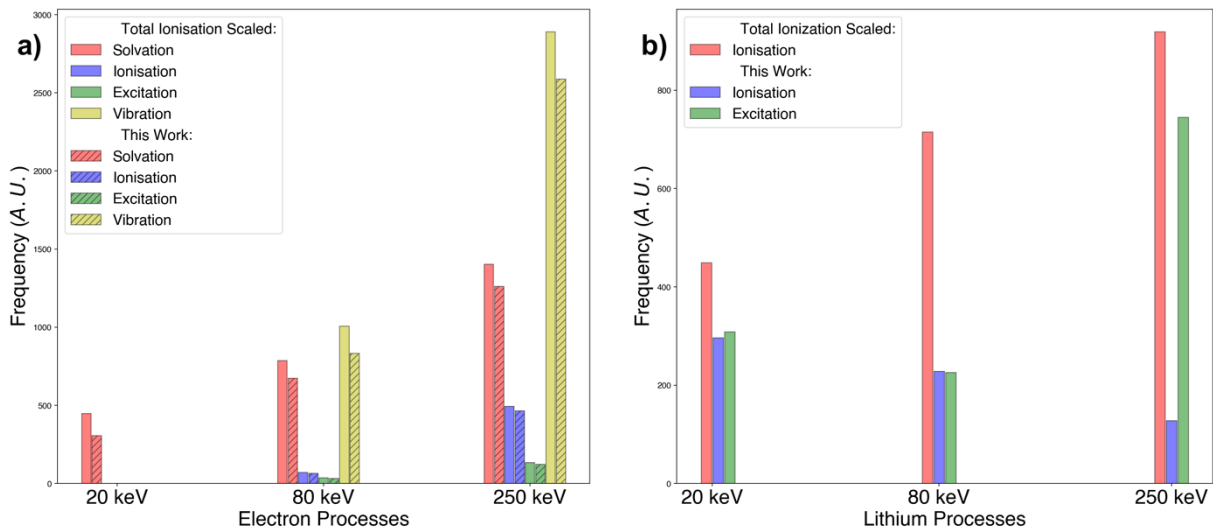 a)
Total Ionisation Scaled:
Solvation
Ionisation
Excitation
Vibration
This Work:
Solvation
Ionisation
Excitation
Vibration
3000
2500
2000
1500
1000
500
0
Frequency (A. U.)
20 keV
80 keV
250 keV
Electron Processes
b)
Total Ionization Scaled:
Ionisation
This Work:
Ionisation
Excitation
800
600
400
200
0
Frequency (A. U.)
20 keV
80 keV
250 keV
Lithium Processes